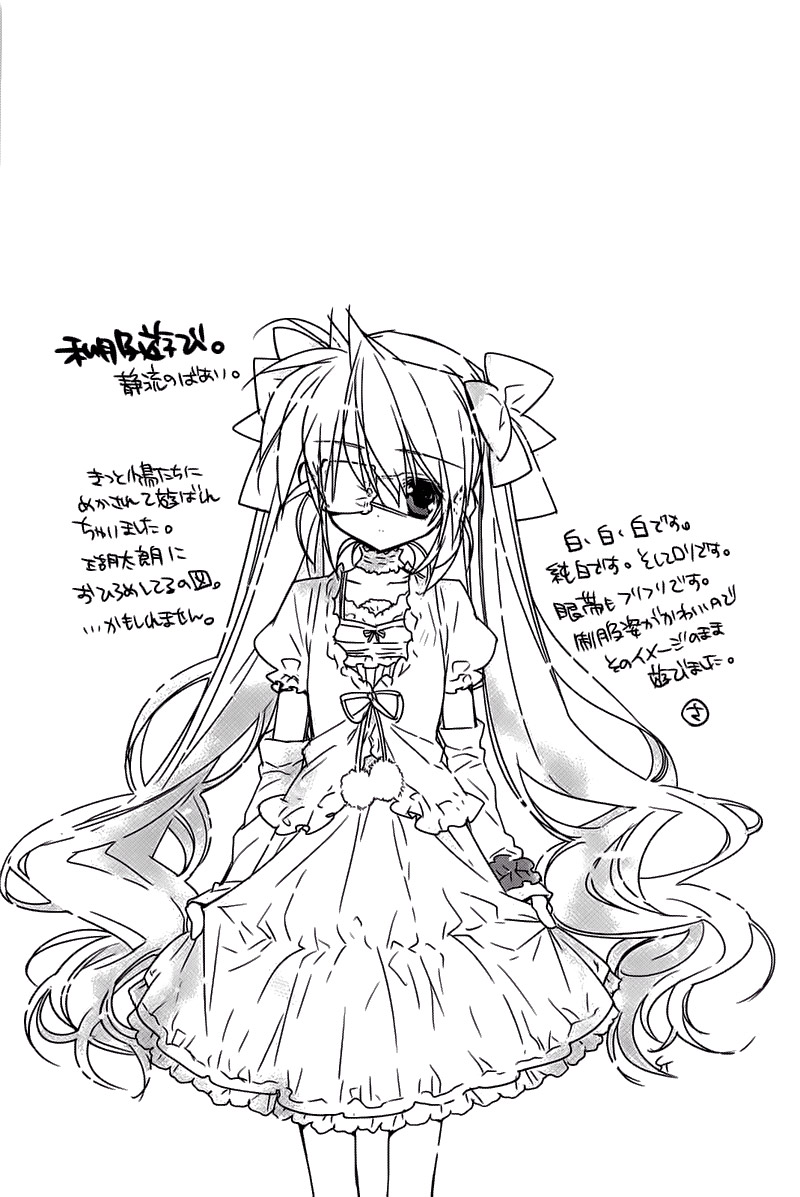 制服遊び。
静流のばあい。
きっと傷たちに
めかさんて遊ばれ
ちゃいました。
瑛太朗に
おひろめしてるの図。
…かもしれません。
白、白、白です。
純白です。そしてロリです。
眼帯もフリフリです。
制服姿がかわいいので
そのイメージのまま
遊びました。
さ